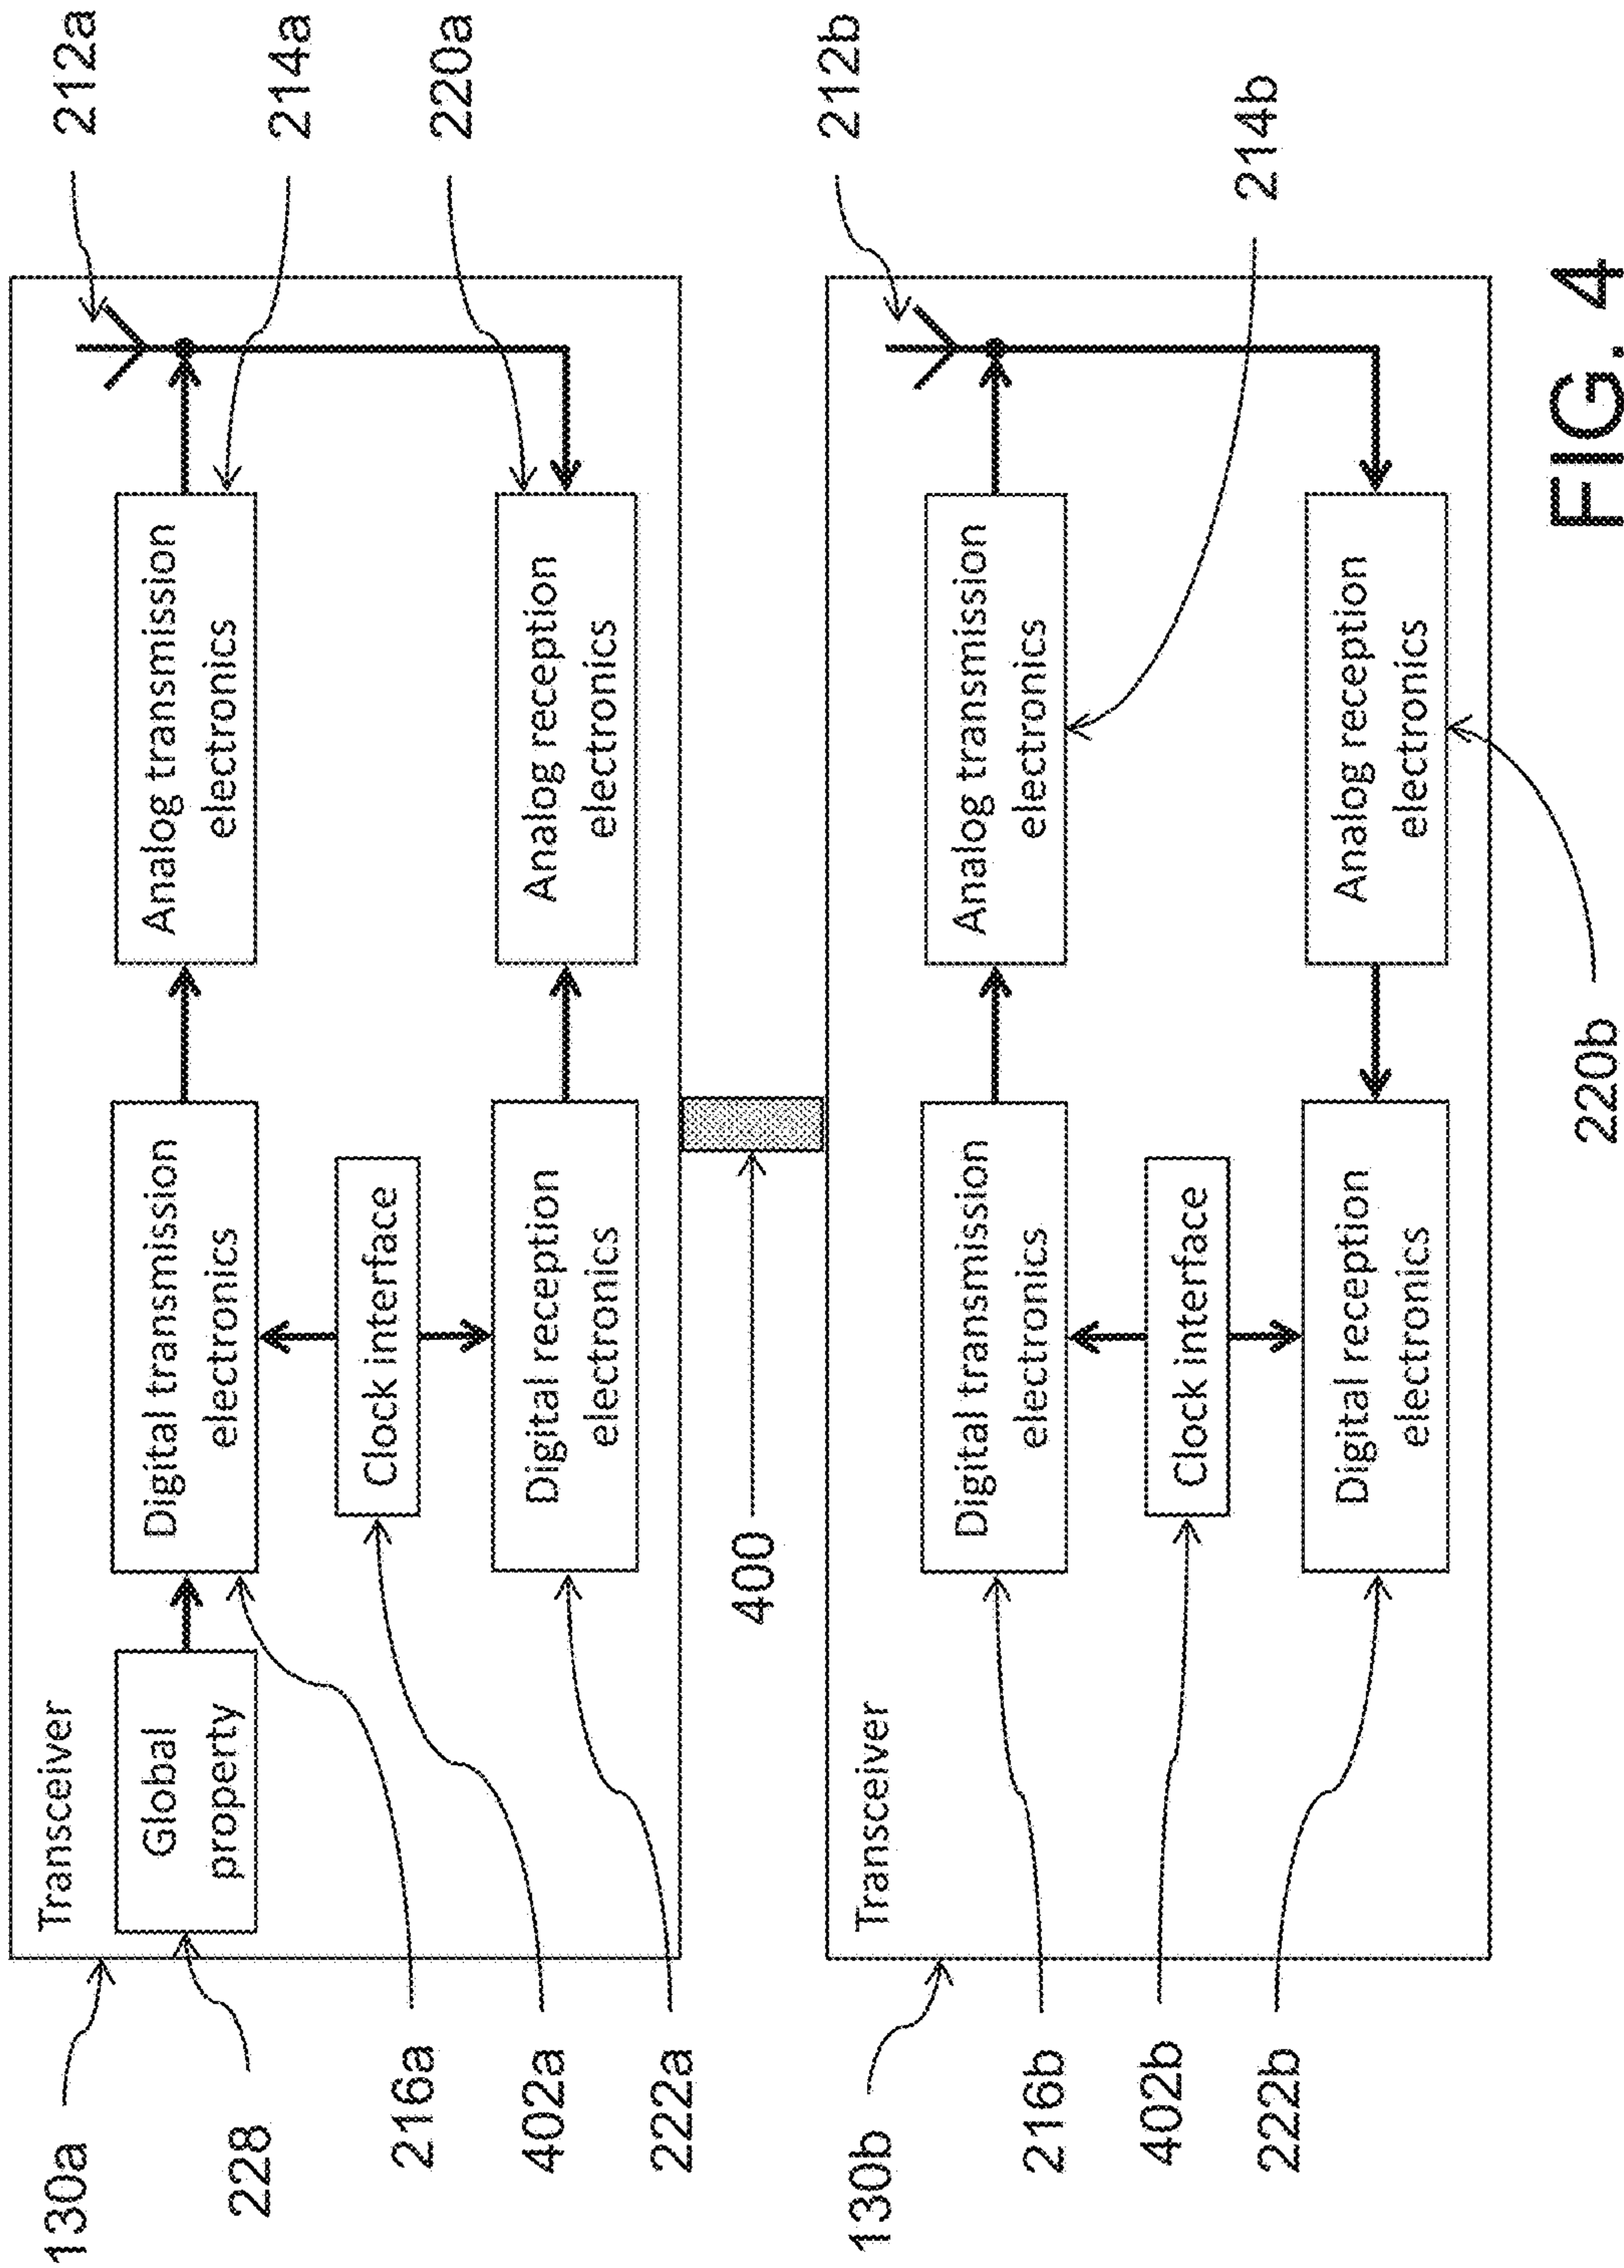 130a
Transceiver
212a
228
Global
property
Digital transmission
electronics
Analog transmission
electronics
214a
216a
Clock interface
402a
220a
Digital reception
electronics
Analog reception
electronics
222a
400
130b
Transceiver
212b
Digital transmission
electronics
Analog transmission
electronics
216b
402b
Clock interface
214b
222b
Digital reception
electronics
Analog reception
electronics
220b
FIG. 4